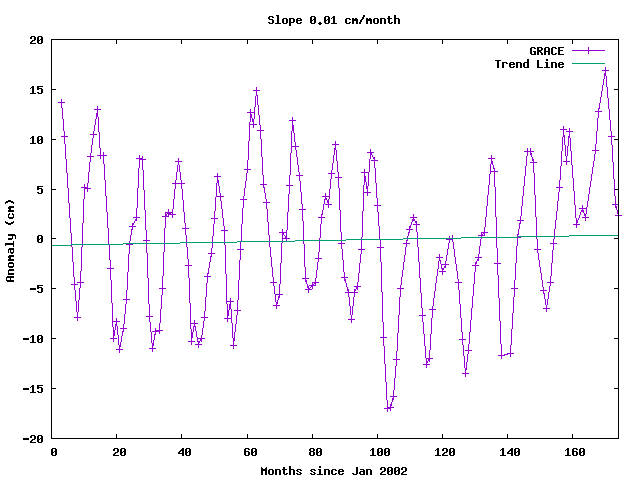 Slope 0.01 cm/month
20
GRACE
Trend Line
15
10
5
0
-5
-10
-15
-20
Anomaly (cm)
0 20 40 60 80 100 120 140 160
Months since Jan 2002